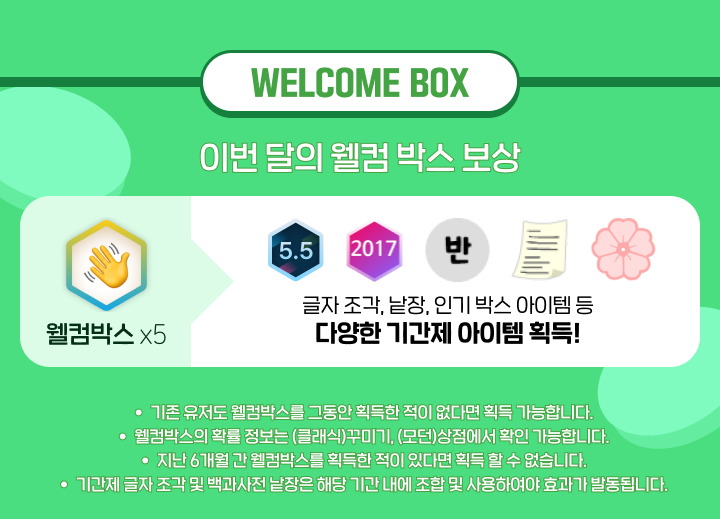 WELCOME BOX
이번 달의 웰컴 박스 보상
5.5
2017
반
글자 조각, 낱장, 인기 박스 아이템 등
다양한 기간제 아이템 획득!
웰컴박스 x5
• 기존 유저도 웰컴박스를 그동안 획득한 적이 없다면 획득 가능합니다.
• 웰컴박스의 확률 정보는 (클래식)꾸미기, (모던)상점에서 확인 가능합니다.
• 지난 6개월 간 웰컴박스를 획득한 적이 있다면 획득 할 수 없습니다.
• 기간제 글자 조각 및 백과사전 낱장은 해당 기간 내에 조합 및 사용하여야 효과가 발동됩니다.